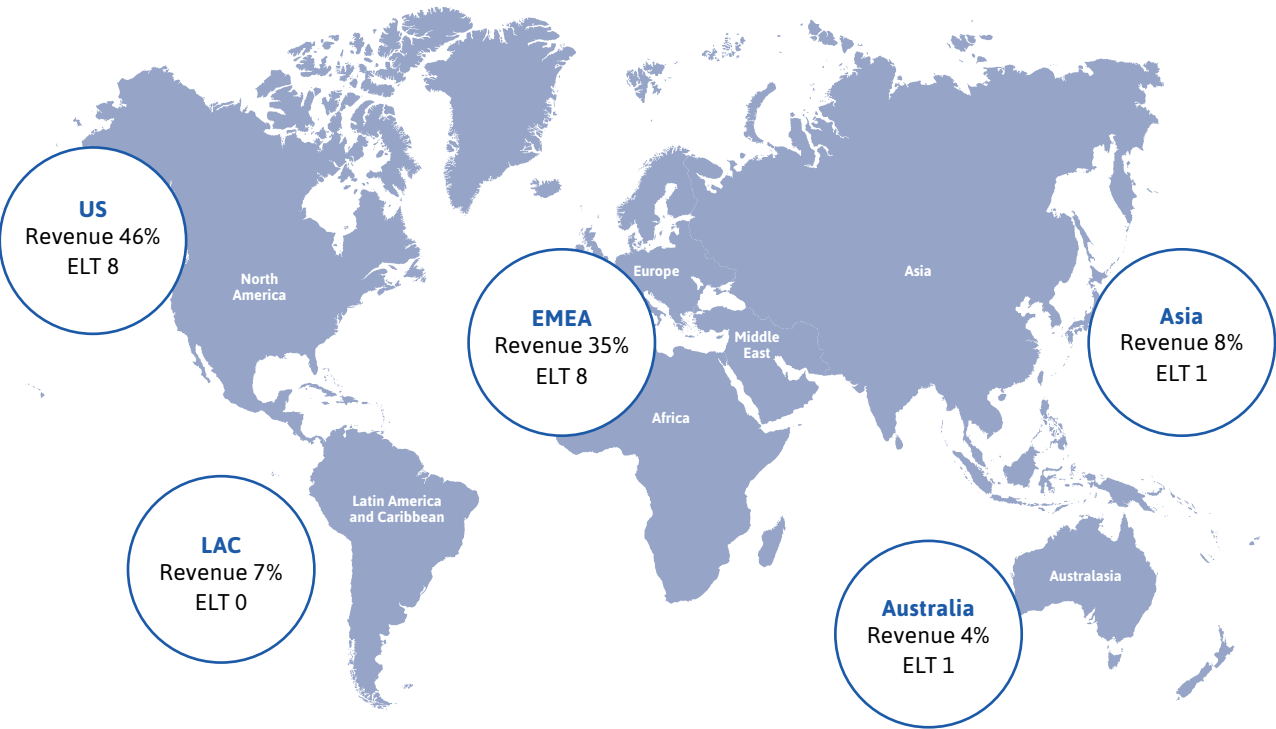 US
Revenue 46%
ELT 8
North
America
Europe
Asia
EMEA
Revenue 35%
ELT 8
Middle
East
Asia
Revenue 8%
ELT 1
Africa
Latin America
and Caribbean
LAC
Revenue 7%
ELT 0
Australasia
Australia
Revenue 4%
ELT 1